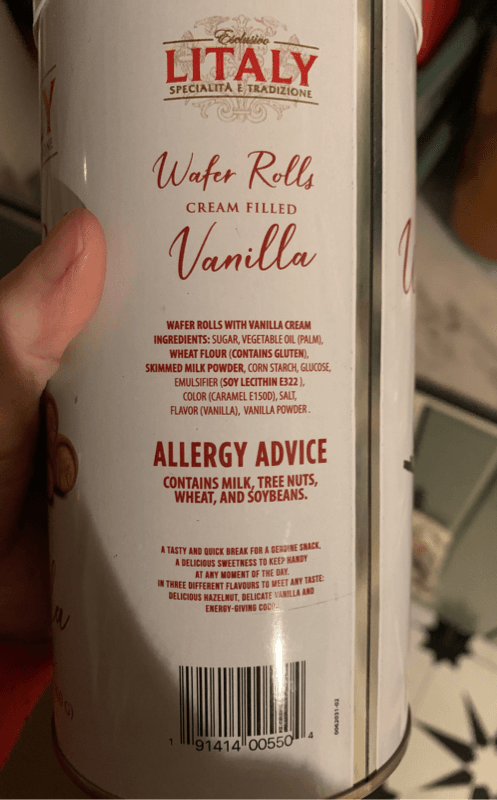 Esclusivo
LITALY
SPECIALITÀ E TRADIZIONE
Wafer Rolls
CREAM FILLED
Vanilla
WAFER ROLLS WITH VANILLA CREAM
INGREDIENTS: SUGAR, VEGETABLE OIL (PALM),
WHEAT FLOUR (CONTAINS GLUTEN),
SKIMMED MILK POWDER, CORN STARCH, GLUCOSE,
EMULSIFIER (SOY LECITHIN E322 ),
COLOR (CARAMEL E150D), SALT,
FLAVOR (VANILLA), VANILLA POWDER.
ALLERGY ADVICE
CONTAINS MILK, TREE NUTS,
WHEAT, AND SOYBEANS.
A TASTY AND QUICK BREAK FOR A GENUINE SNACK.
A DELICIOUS SWEETNESS TO KEEP HANDY
AT ANY MOMENT OF THE DAY.
IN THREE DIFFERENT FLAVOURS TO MEET ANY TASTE:
DELICIOUS HAZELNUT, DELICATE VANILLA AND
ENERGY-GIVING COCOA.
1 91414 00550 4
0062031-02